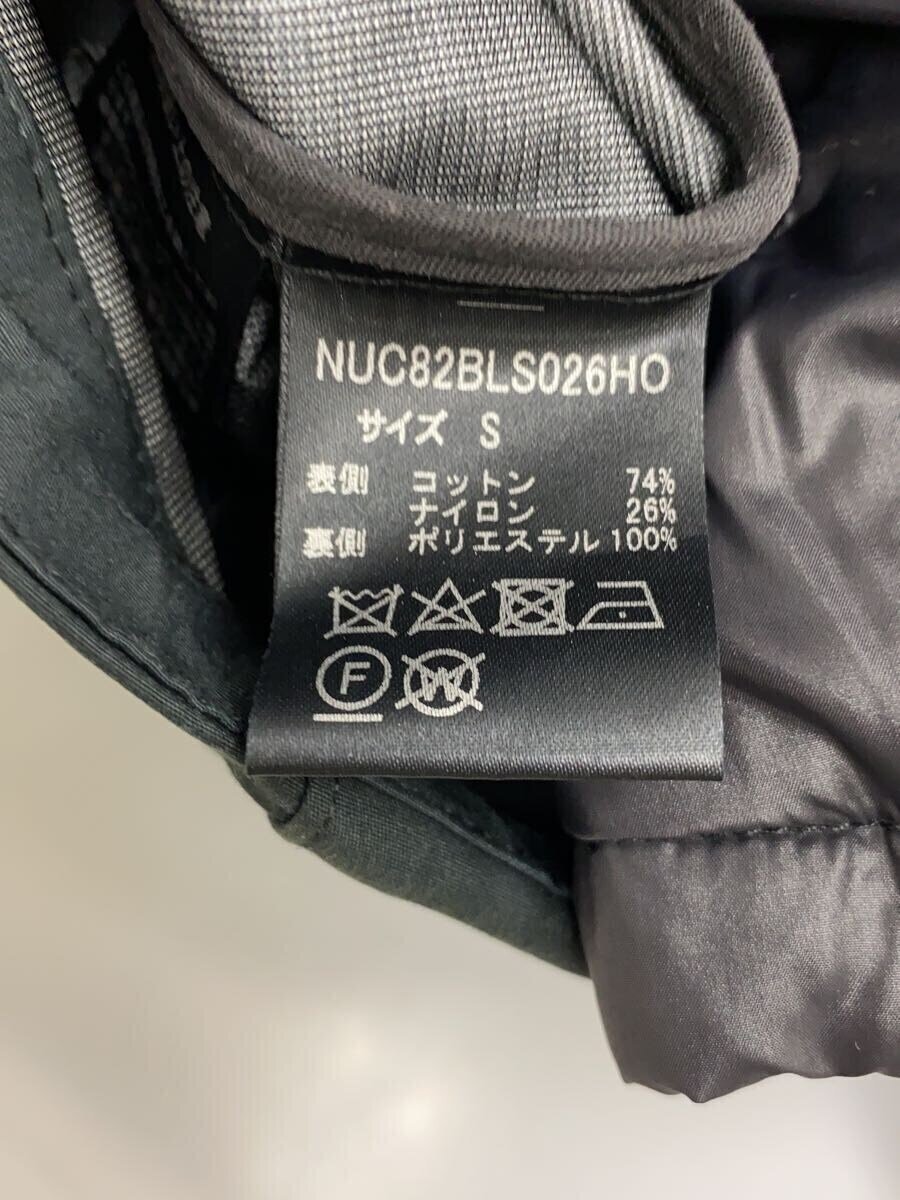 NUC82BLS026HO
サイズ S
表側 コットン 74%
ナイロン 26%
裏側 ポリエステル 100%
F W